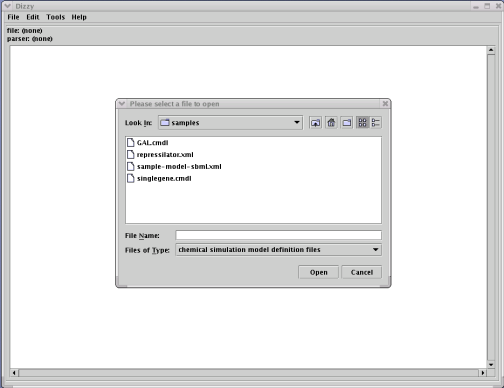 Dizzy
File Edit Tools Help
file: (none)
parser: (none)
Please select a file to open
Look In: samples
GAL.cmdl
repressilator.xml
sample-model-sbml.xml
singlegene.cmdl
File Name:
Files of Type: chemical simulation model definition files
Open Cancel